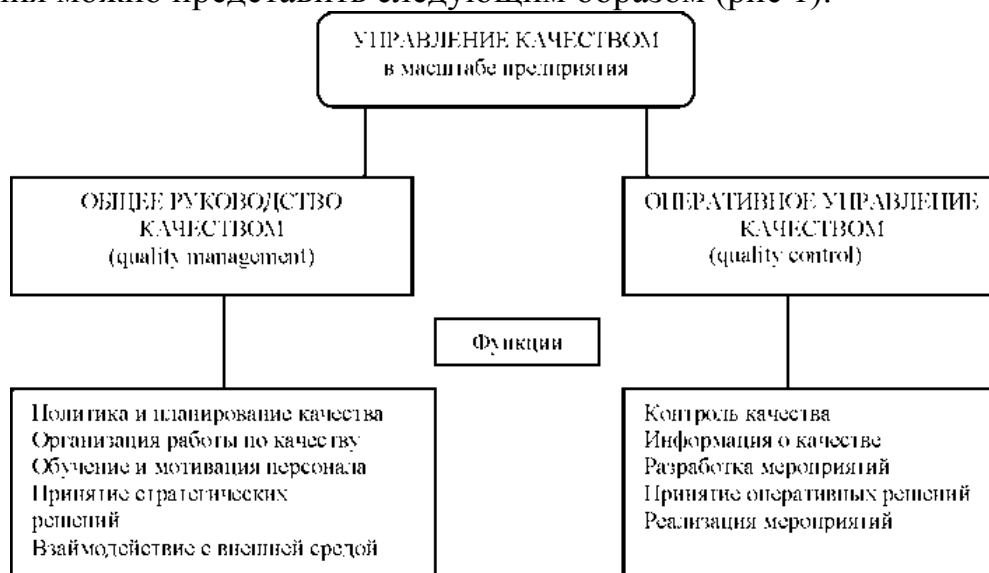 ния можно представить следующим образом (рис 1).
УПРАВЛЕНИЕ КАЧЕСТВОМ
в масштабе предприятия
ОБЩЕЕ РУКОВОДСТВО
КАЧЕСТВОМ
(quality management)
ОПЕРАТИВНОЕ УПРАВЛЕНИЕ
КАЧЕСТВОМ
(quality control)
Функции
Политика и планирование качества
Организация работы по качеству
Обучение и мотивация персонала
Принятие стратегических
решений
Взаимодействие с внешней средой
Контроль качества
Информация о качестве
Разработка мероприятий
Принятие оперативных решений
Реализация мероприятий